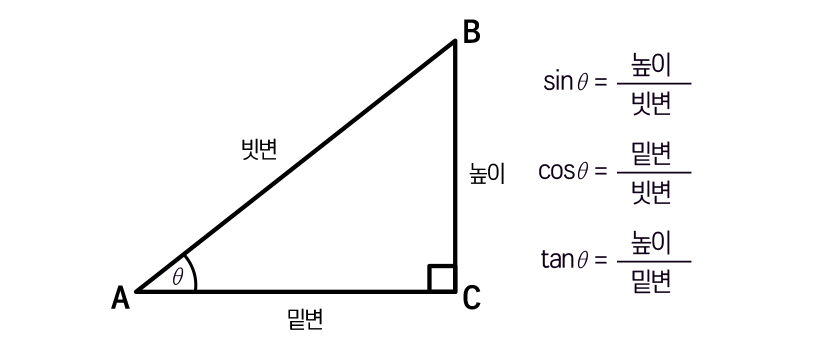 B
빗변
높이
θ
A
C
밑변
sinθ = 높이 / 빗변
cosθ = 밑변 / 빗변
tanθ = 높이 / 밑변